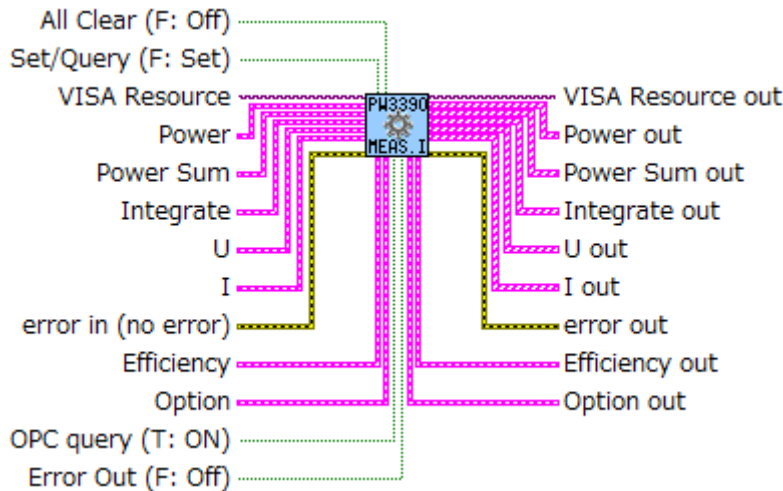 All Clear (F: Off)
Set/Query (F: Set)
VISA Resource
Power
Power Sum
Integrate
U
I
error in (no error)
Efficiency
Option
OPC query (T: ON)
Error Out (F: Off)
PW3390
MEAS.I
VISA Resource out
Power out
Power Sum out
Integrate out
U out
I out
error out
Efficiency out
Option out